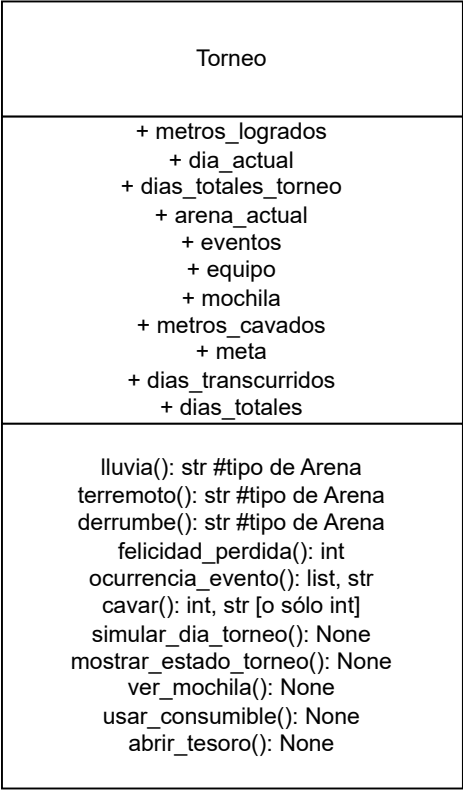 Torneo
+ metros_logrados
+ dia_actual
+ dias_totales_torneo
+ arena_actual
+ eventos
+ equipo
+ mochila
+ metros_cavados
+ meta
+ dias_transcurridos
+ dias_totales
lluvia(): str #tipo de Arena
terremoto(): str #tipo de Arena
derrumbe(): str #tipo de Arena
felicidad_perdida(): int
ocurrencia_evento(): list, str
cavar(): int, str [o sólo int]
simular_dia_torneo(): None
mostrar_estado_torneo(): None
ver_mochila(): None
usar_consumible(): None
abrir_tesoro(): None